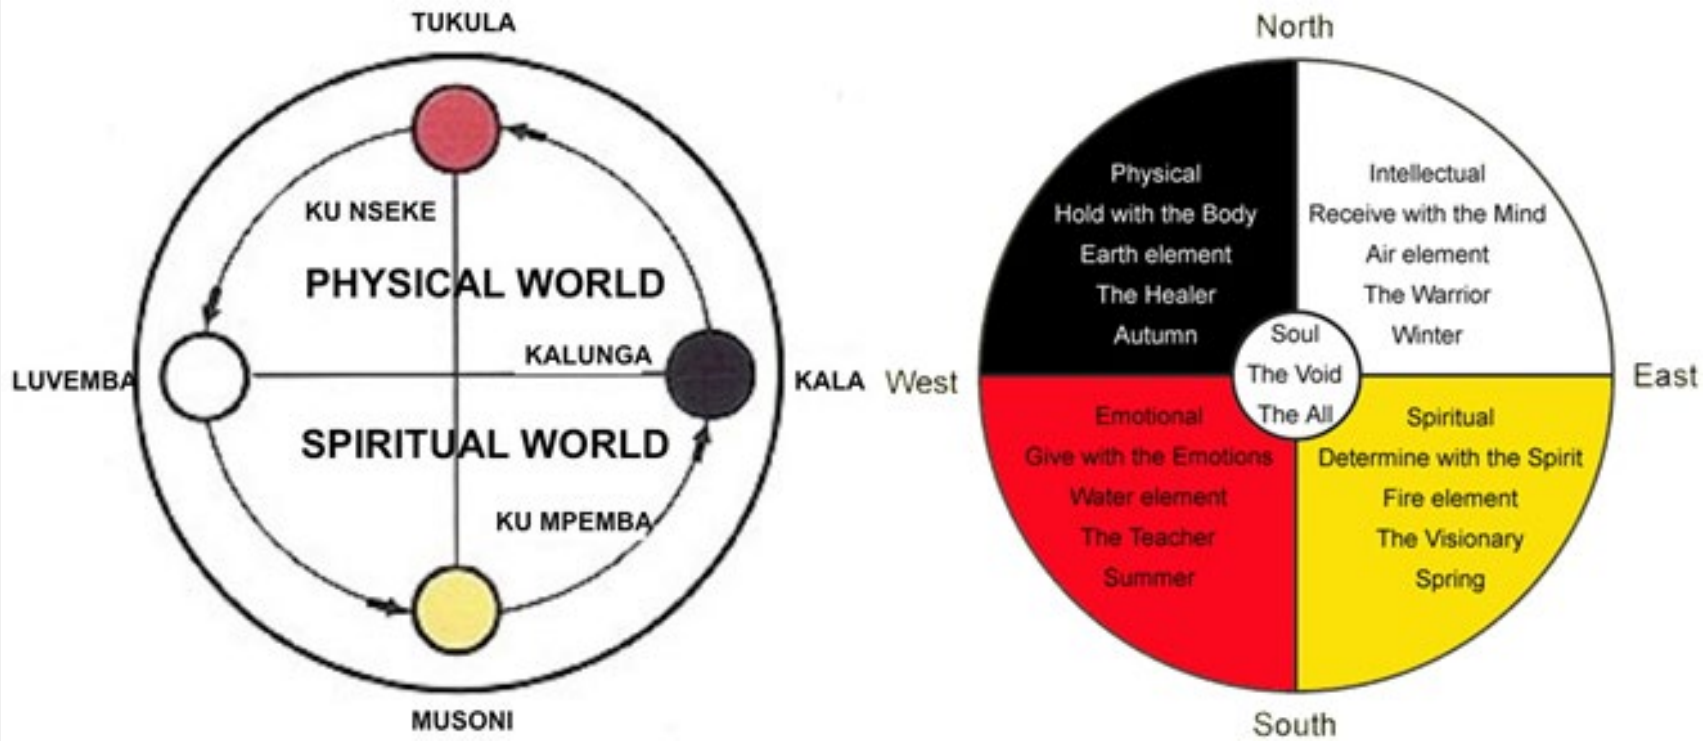 TUKULA
KU NSEKE
PHYSICAL WORLD
KALUNGA
LUVEMBA
KALA
SPIRITUAL WORLD
KU MPEMBA
MUSONI
North
Physical
Hold with the Body
Earth element
The Healer
Autumn
Intellectual
Receive with the Mind
Air element
The Warrior
Winter
West
Soul
The Void
The All
East
Emotional
Give with the Emotions
Water element
The Teacher
Summer
Spiritual
Determine with the Spirit
Fire element
The Visionary
Spring
South